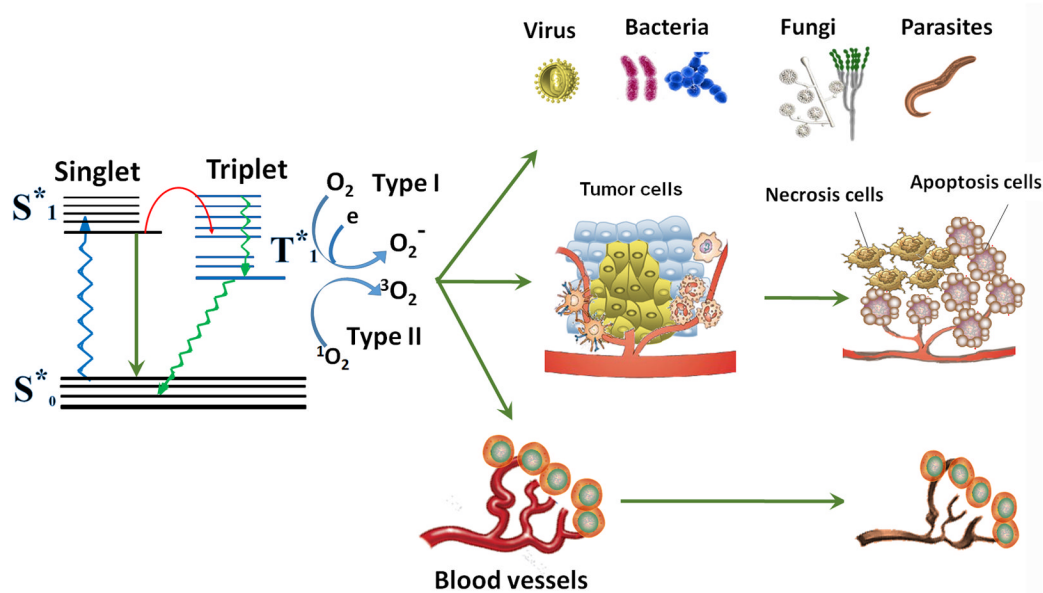 Virus
Bacteria
Fungi
Parasites
Singlet
Triplet
S*1
T*1
S*0
O2
Type I
e
O2-
3O2
Type II
1O2
Tumor cells
Necrosis cells
Apoptosis cells
Blood vessels